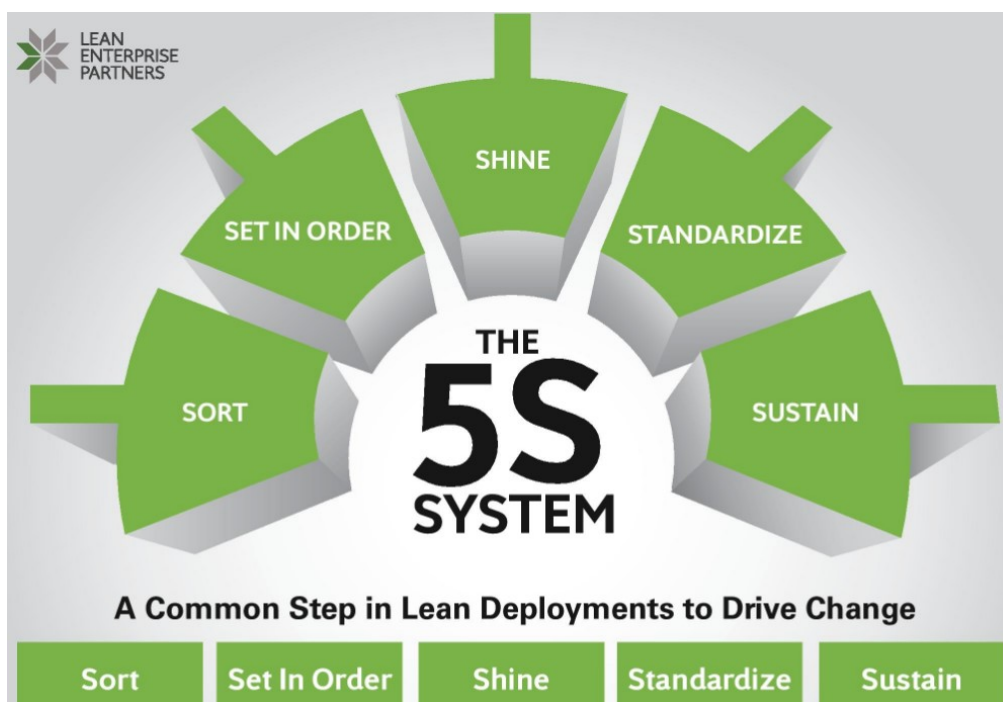 LEAN
ENTERPRISE
PARTNERS
SHINE
SET IN ORDER
STANDARDIZE
SORT
SUSTAIN
THE
5S
SYSTEM
A Common Step in Lean Deployments to Drive Change
Sort Set In Order Shine Standardize Sustain